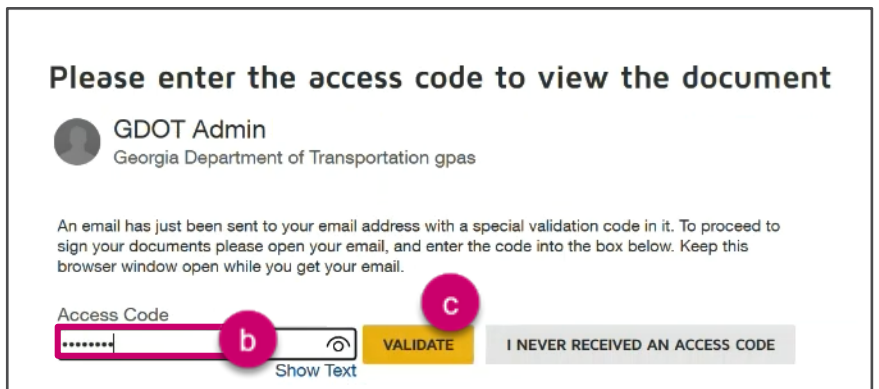 Please enter the access code to view the document
GDOT Admin
Georgia Department of Transportation gpas
An email has just been sent to your email address with a special validation code in it. To proceed to
sign your documents please open your email, and enter the code into the box below. Keep this
browser window open while you get your email.
Access Code
c
•••••••• b VALIDATE I NEVER RECEIVED AN ACCESS CODE
Show Text